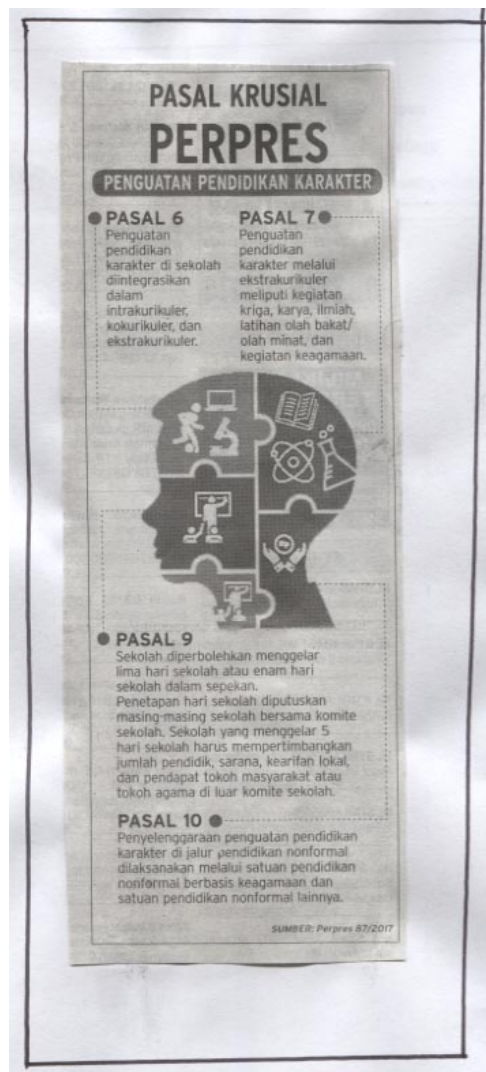 PASAL KRUSIAL
PERPRES
PENGUATAN PENDIDIKAN KARAKTER
PASAL 6
Penguatan
pendidikan
karakter di sekolah
diintegrasikan
dalam
intrakurikuler,
kokurikuler, dan
ekstrakurikuler.
PASAL 7
Penguatan
pendidikan
karakter melalui
ekstrakurikuler
meliputi kegiatan
kriga, karya, ilmiah,
latihan olah bakat/
olah minat, dan
kegiatan keagamaan.
PASAL 9
Sekolah diperbolehkan menggelar
lima hari sekolah atau enam hari
sekolah dalam sepekan.
Penetapan hari sekolah diputuskan
masing-masing sekolah bersama komite
sekolah. Sekolah yang menggelar 5
hari sekolah harus mempertimbangkan
jumlah pendidik, sarana, kearifan lokal,
dan pendapat tokoh masyarakat atau
tokoh agama di luar komite sekolah.
PASAL 10
Penyelenggaraan penguatan pendidikan
karakter di jalur pendidikan nonformal
dilaksanakan melalui satuan pendidikan
nonformal berbasis keagamaan dan
satuan pendidikan nonformal lainnya.
SUMBER: Perpres 87/2017